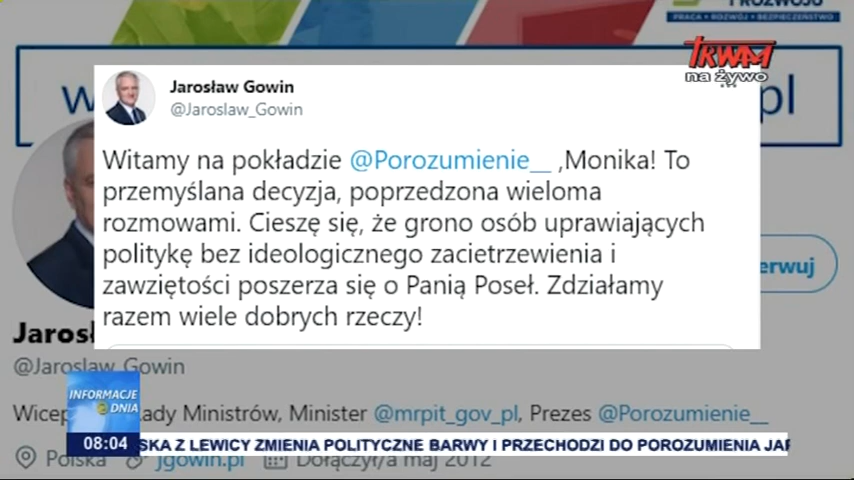 I ROZWOJU
PRACA • ROZWÓJ • BEZPIECZEŃSTWO
TRWAM
na żywo
w
pl
Jarosław Gowin
@Jaroslaw_Gowin
Witamy na pokładzie @Porozumienie__ ,Monika! To
przemyślana decyzja, poprzedzona wieloma
rozmowami. Cieszę się, że grono osób uprawiających
politykę bez ideologicznego zacietrzewienia i
zawziętości poszerza się o Panią Poseł. Zdziałamy
razem wiele dobrych rzeczy!
erwuj
Jarosł
@Jaroslaw_Gowin
Wicep ady Ministrów, Minister @mrpit_gov_pl, Prezes @Porozumienie__
INFORMACJE
DNIA
08:04
SKA Z LEWICY ZMIENIA POLITYCZNE BARWY I PRZECHODZI DO POROZUMIENIA JAR
Polska jgowin.pl Dołączył/a maj 2012